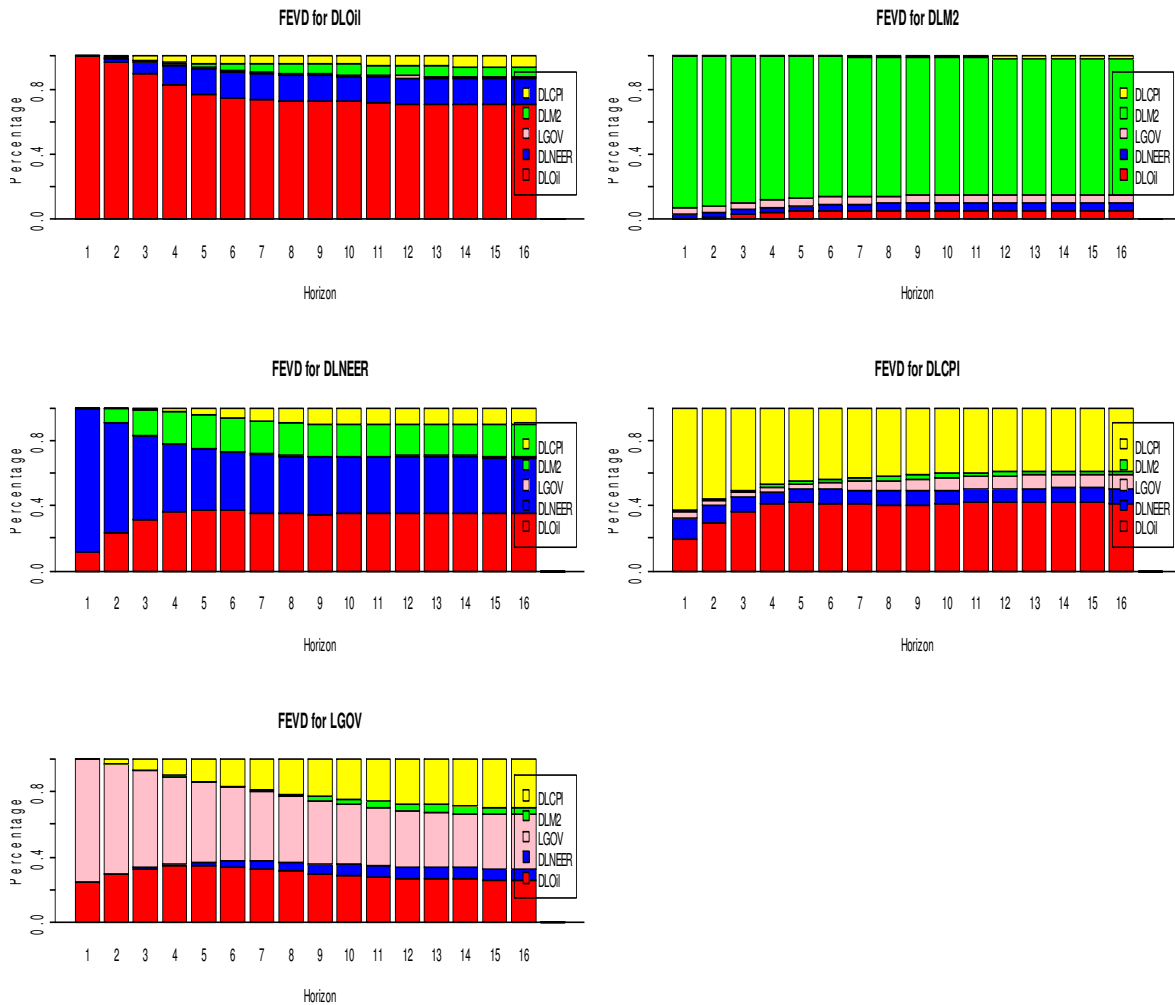 FEVD for DLOil
Percentage
0.0 0.4 0.8
DLCPI
DLM2
LGOV
DLNEER
DLOil
1 2 3 4 5 6 7 8 9 10 11 12 13 14 15 16
Horizon
FEVD for DLM2
Percentage
0.0 0.4 0.8
DLCPI
DLM2
LGOV
DLNEER
DLOil
1 2 3 4 5 6 7 8 9 10 11 12 13 14 15 16
Horizon
FEVD for DLNEER
Percentage
0.0 0.4 0.8
DLCPI
DLM2
LGOV
DLNEER
DLOil
1 2 3 4 5 6 7 8 9 10 11 12 13 14 15 16
Horizon
FEVD for DLCPI
Percentage
0.0 0.4 0.8
DLCPI
DLM2
LGOV
DLNEER
DLOil
1 2 3 4 5 6 7 8 9 10 11 12 13 14 15 16
Horizon
FEVD for LGOV
Percentage
0.0 0.4 0.8
DLCPI
DLM2
LGOV
DLNEER
DLOil
1 2 3 4 5 6 7 8 9 10 11 12 13 14 15 16
Horizon